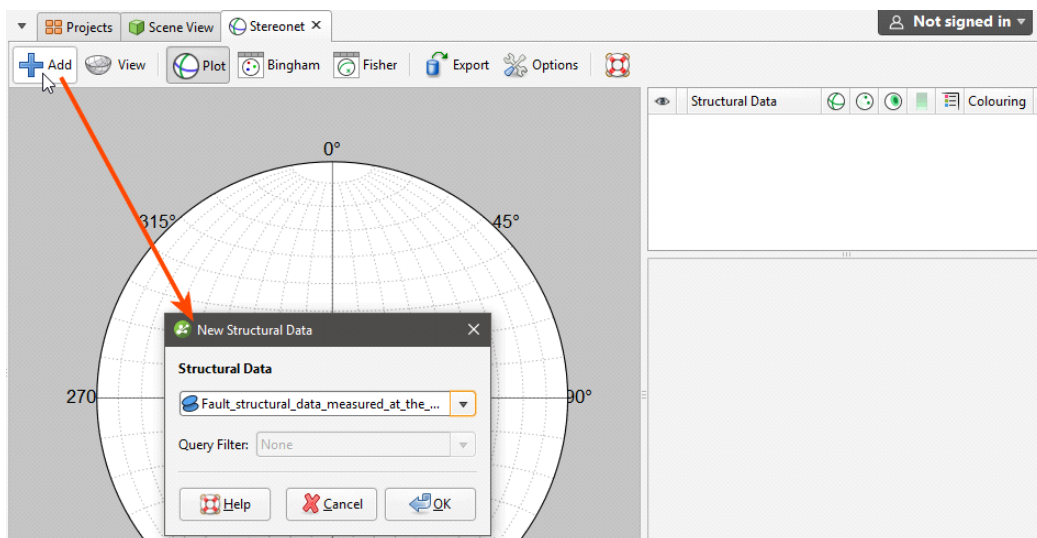 Projects Scene View Stereonet × Not signed in
Add View Plot Bingham Fisher Export Options
Structural Data Colouring
0°
315° 45°
New Structural Data
Structural Data
270 90°
Fault_structural_data_measured_at_the_...
Query Filter: None
Help Cancel OK